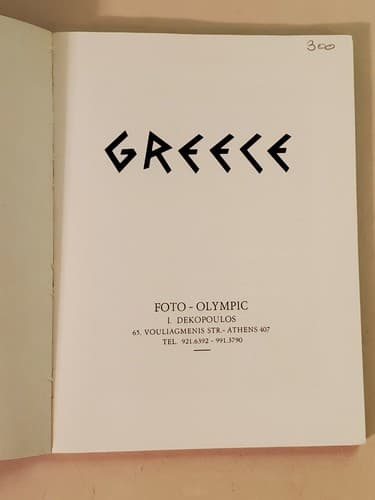 300
GREECE
FOTO - OLYMPIC
I. DEKOPOULOS
65, VOULIAGMENIS STR.- ATHENS 407
TEL. 921.6392 - 991.3790